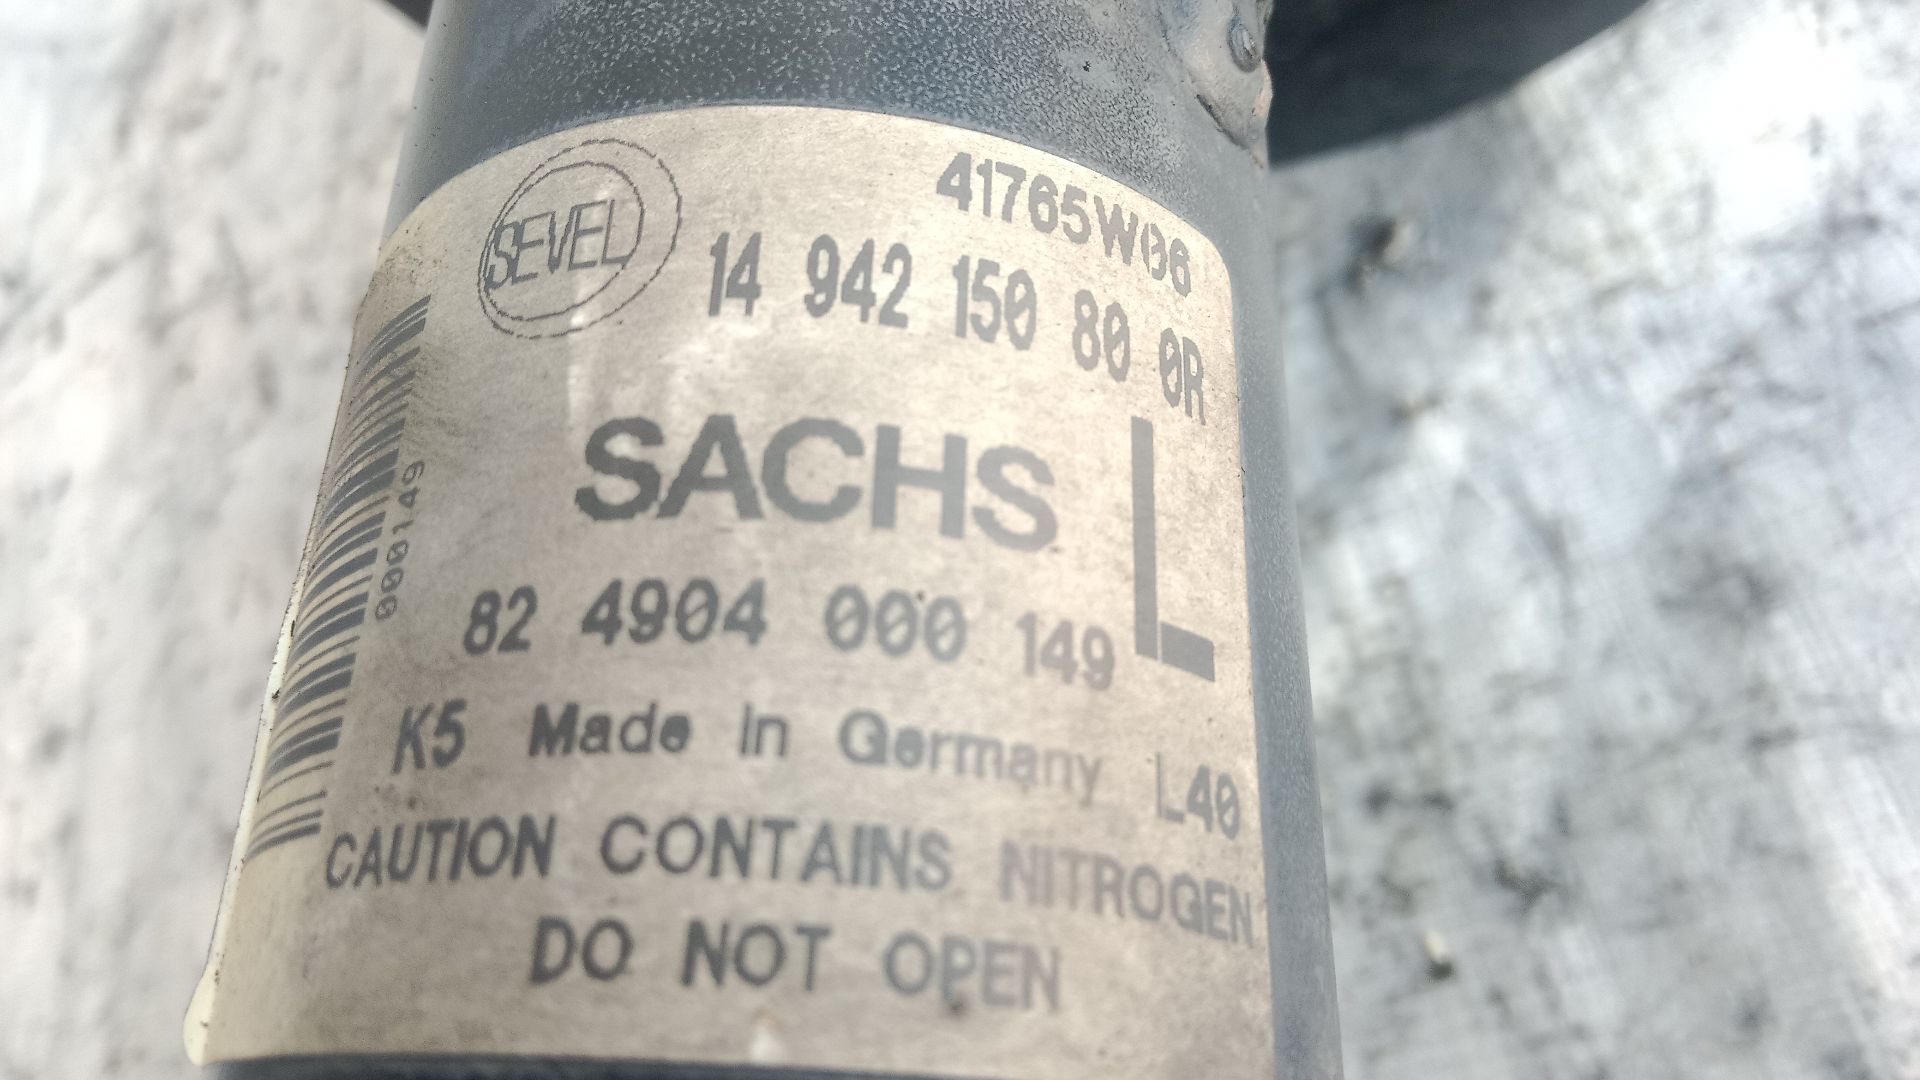 SEVEL
41765W06
14 942 150 80 0R
SACHS L
82 4904 000 149
000149
K5 Made in Germany L40
CAUTION CONTAINS NITROGEN
DO NOT OPEN